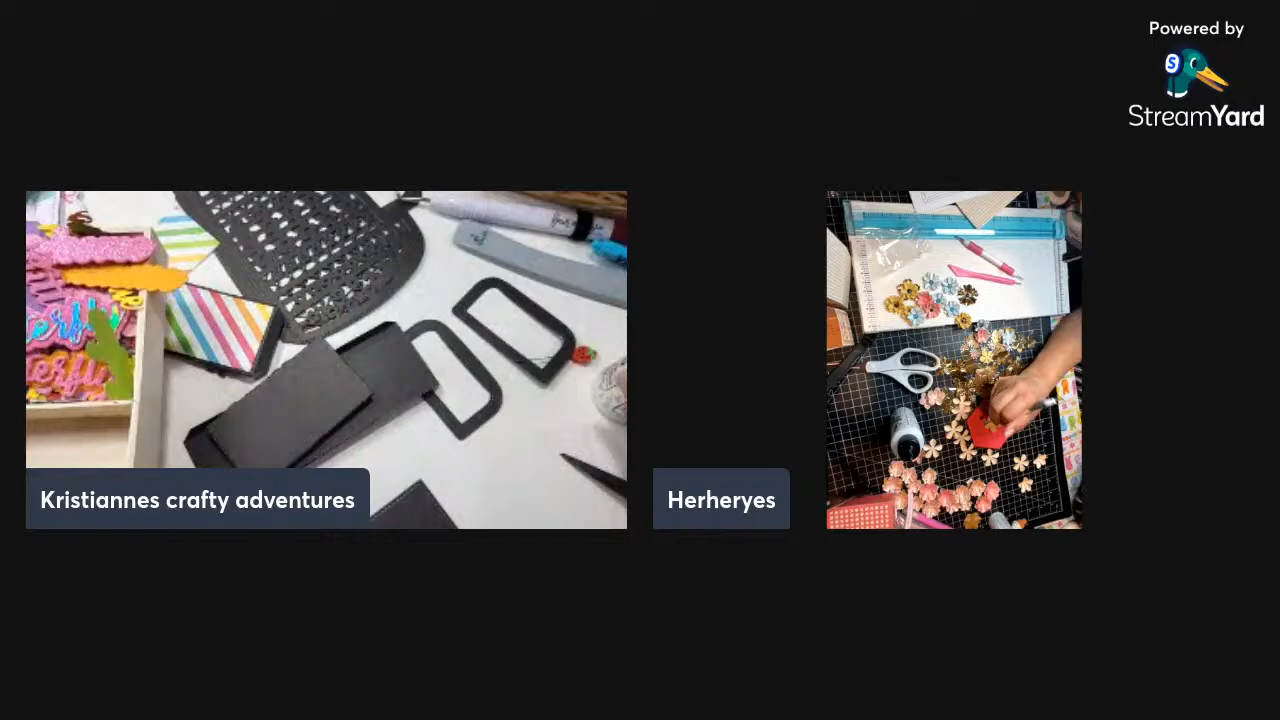 Powered by
S
StreamYard
Kristiannes crafty adventures
Herheryes